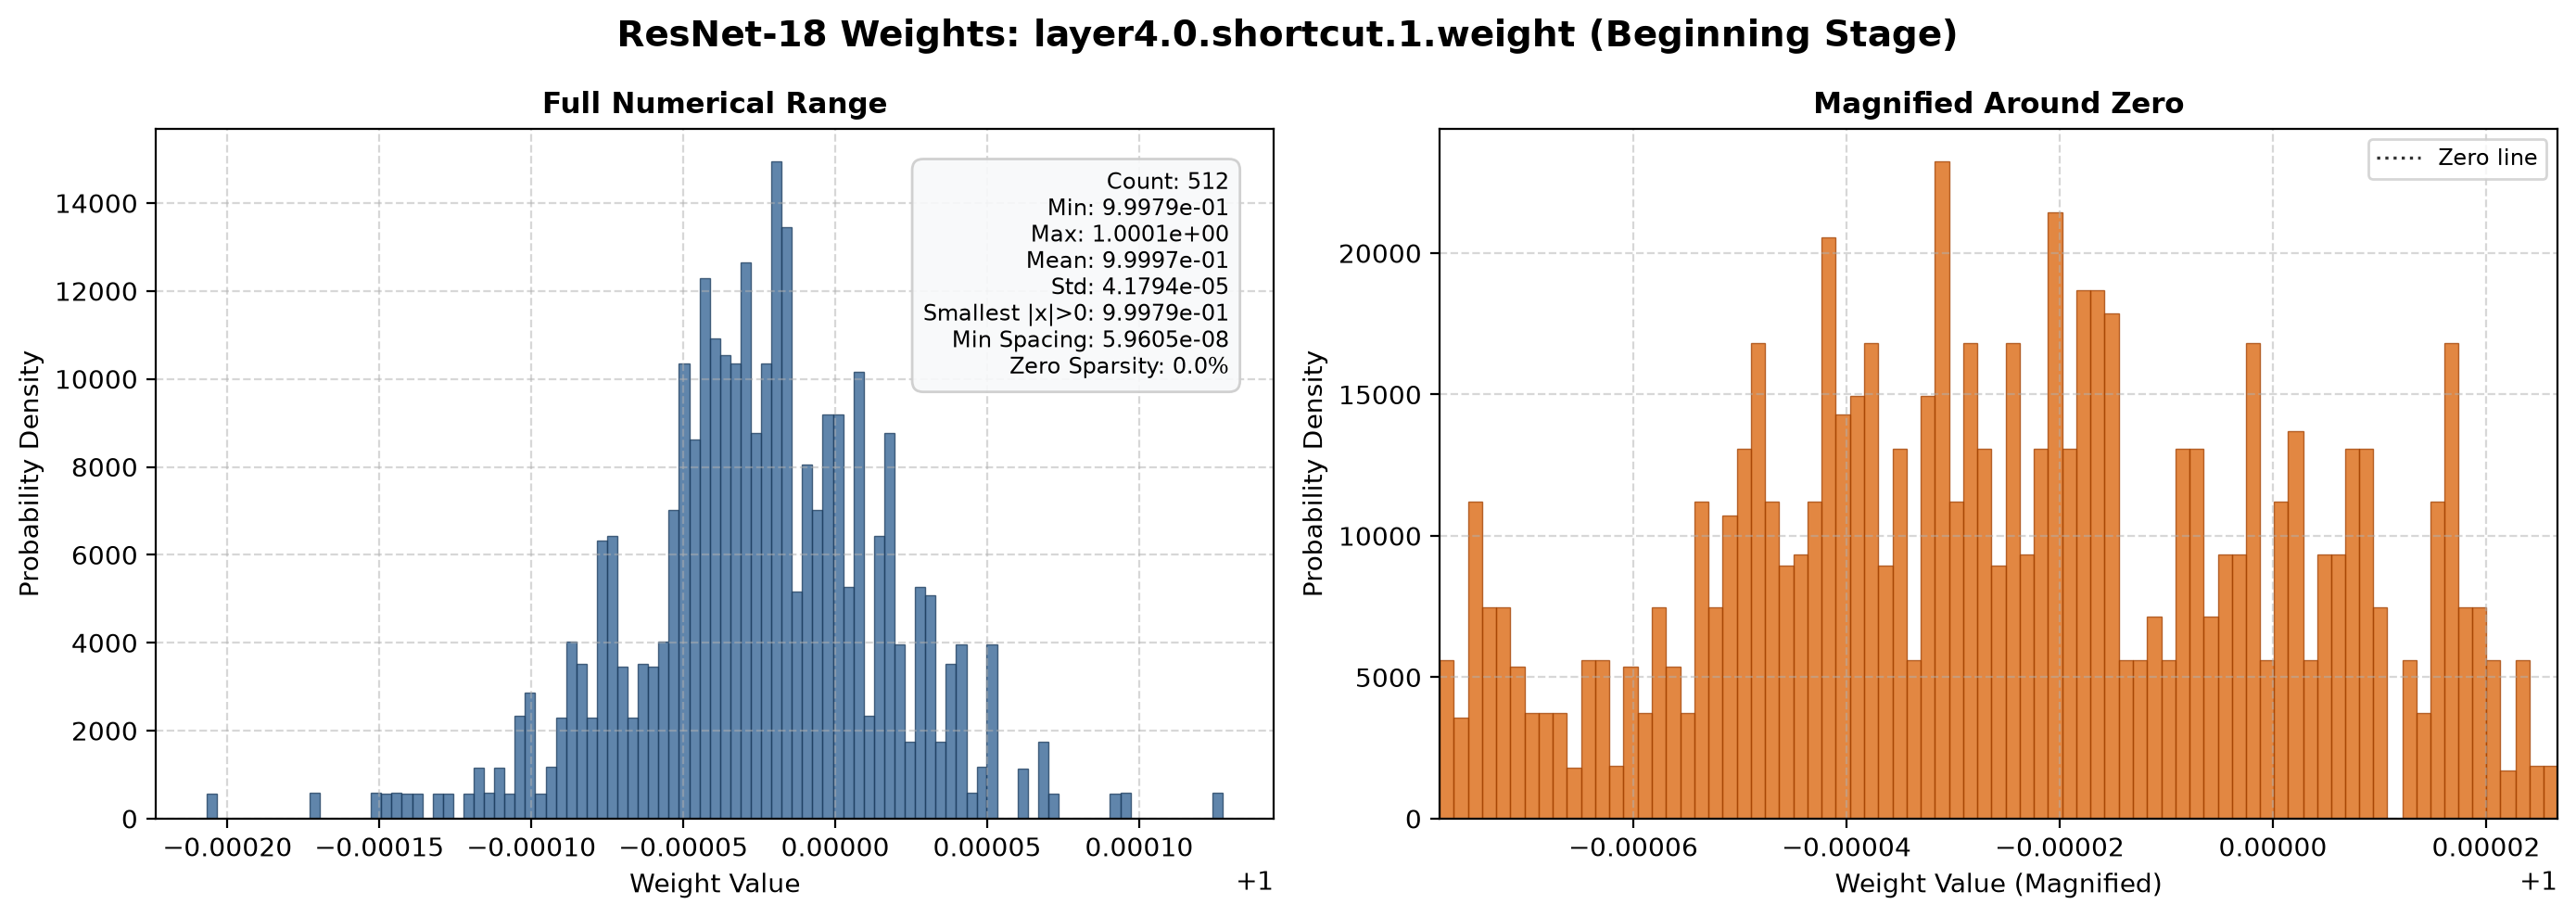 ResNet-18 Weights: layer4.0.shortcut.1.weight (Beginning Stage)
Full Numerical Range
Probability Density
14000
12000
10000
8000
6000
4000
2000
0
Count: 512
Min: 9.9979e-01
Max: 1.0001e+00
Mean: 9.9997e-01
Std: 4.1794e-05
Smallest |x|>0: 9.9979e-01
Min Spacing: 5.9605e-08
Zero Sparsity: 0.0%
−0.00020 −0.00015 −0.00010 −0.00005 0.00000 0.00005 0.00010
Weight Value
+1
Magnified Around Zero
Probability Density
20000
15000
10000
5000
0
Zero line
−0.00006 −0.00004 −0.00002 0.00000 0.00002
Weight Value (Magnified)
+1